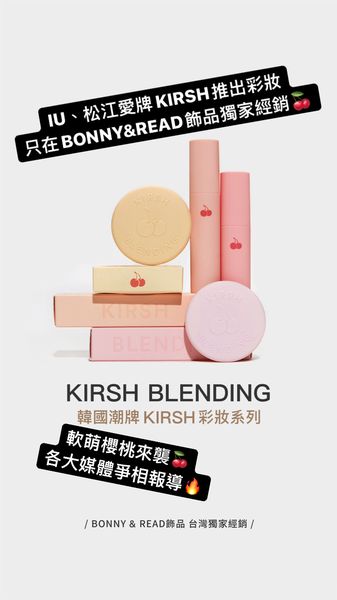 IU、松江愛牌 KIRSH 推出彩妝
只在 BONNY&READ 飾品獨家經銷🍒
KIRSH
BLENDING
KIRSH
KIRSH
BLEND
KIRSH
BLENDING
KIRSH BLENDING
韓國潮牌 KIRSH 彩妝系列
軟萌櫻桃來襲🍒
各大媒體爭相報導🔥
/ BONNY & READ飾品 台灣獨家經銷 /